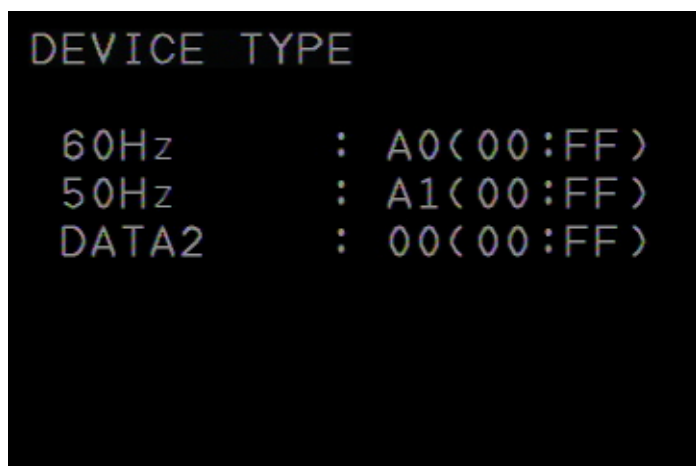 DEVICE TYPE
60Hz : A0(00:FF)
50Hz : A1(00:FF)
DATA2 : 00(00:FF)